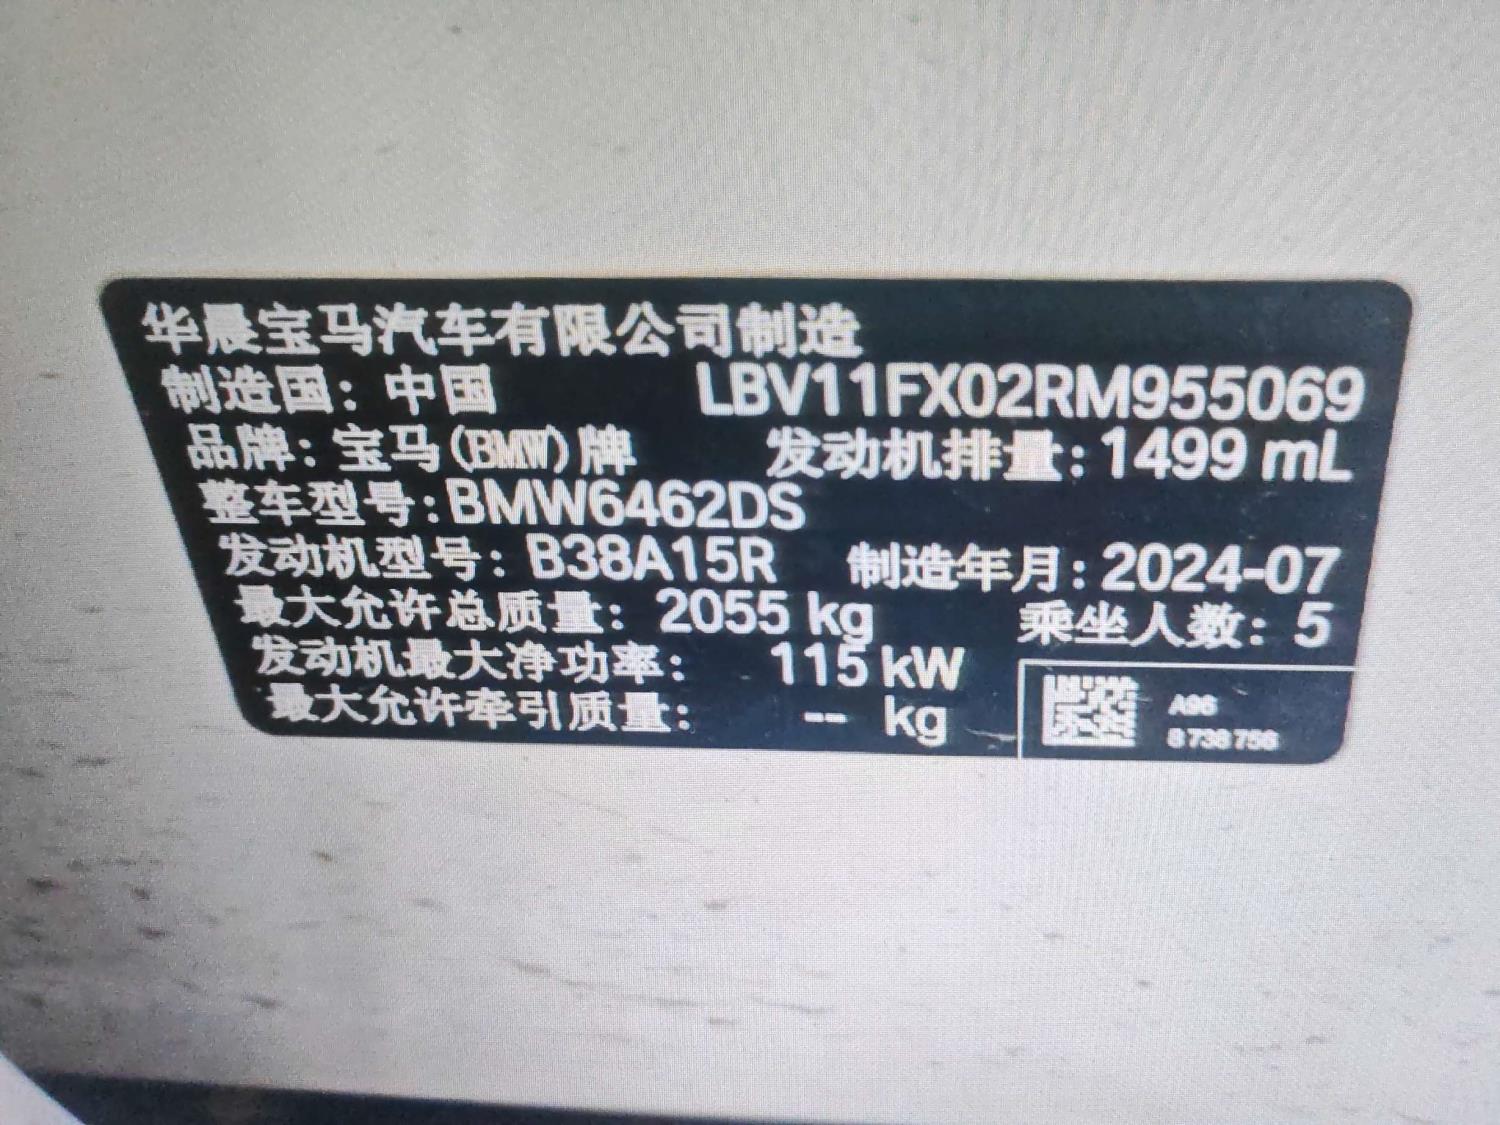 华晨宝马汽车有限公司制造
制造国：中国 LBV11FX02RM955069
品牌：宝马(BMW)牌 发动机排量：1499 mL
整车型号：BMW6462DS
发动机型号：B38A15R 制造年月：2024-07
最大允许总质量：2055 kg 乘坐人数：5
发动机最大净功率：115 kW
最大允许牵引质量：-- kg
A96
8 738 756